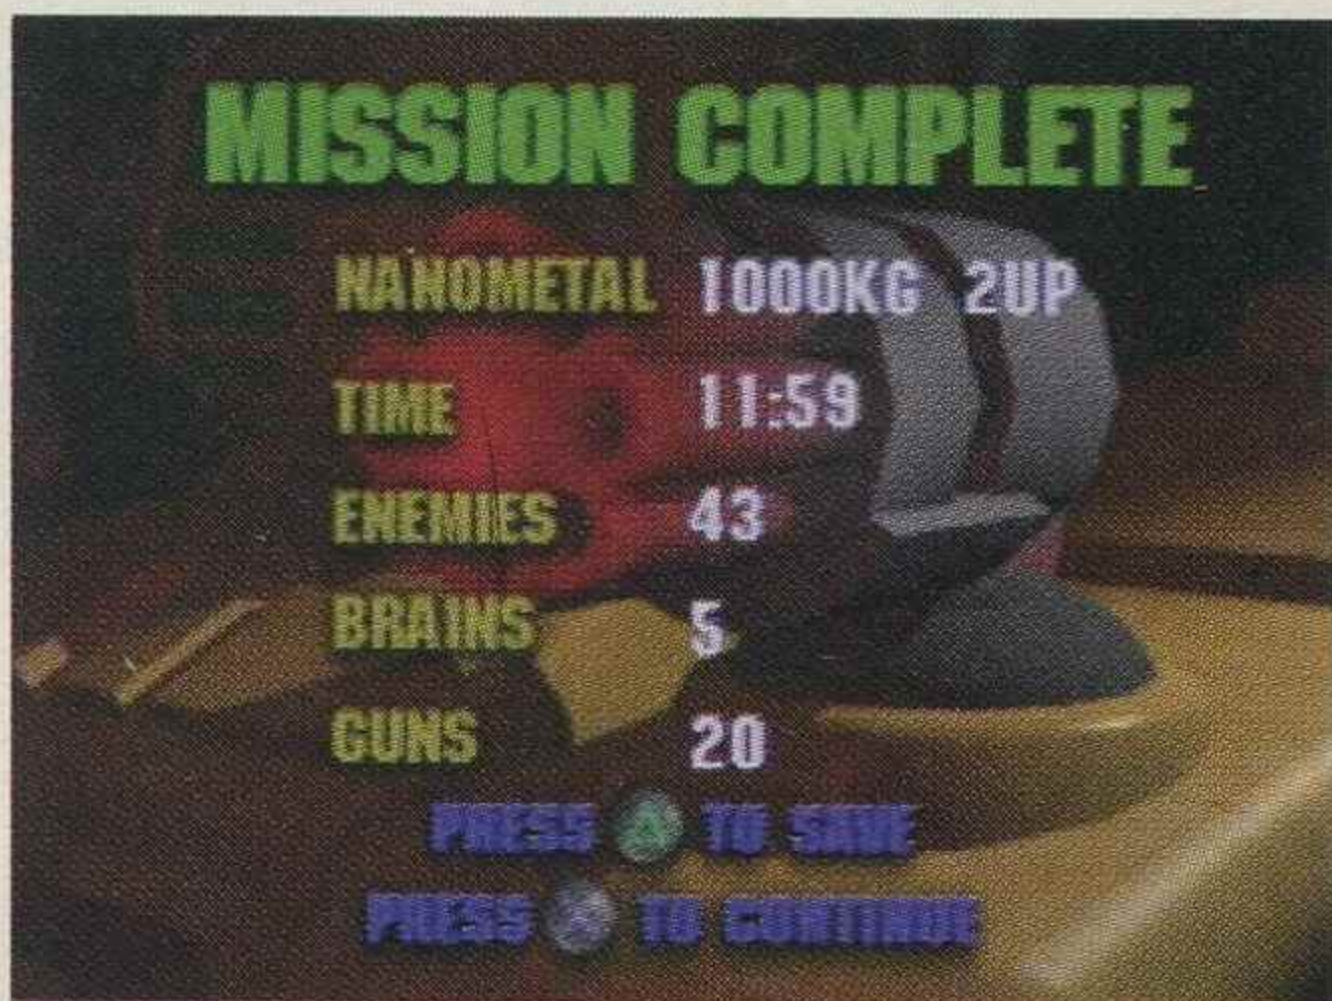 MISSION COMPLETE
NANOMETAL 1000KG 2UP
TIME 11:59
ENEMIES 43
BRAINS 5
GUNS 20
PRESS TO SAVE
PRESS TO CONTINUE